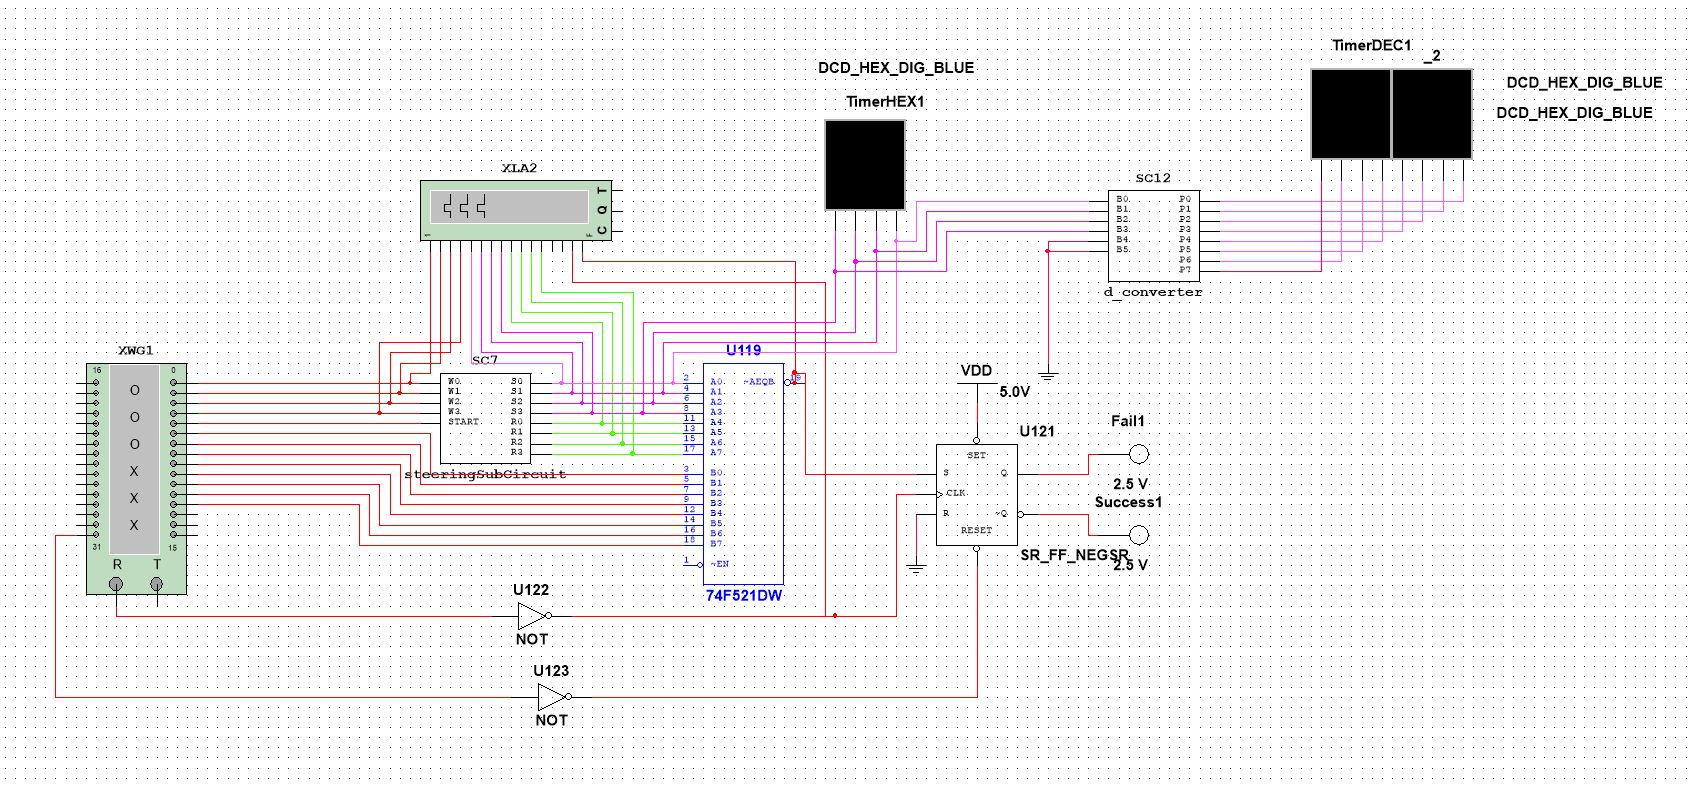 TimerDEC1
_2
DCD_HEX_DIG_BLUE
TimerHEX1
DCD_HEX_DIG_BLUE
DCD_HEX_DIG_BLUE
XLA2
T
Q
C
1
F
SC12
B0.
B1.
B2.
B3.
B4.
B5.
P0
P1
P2
P3
P4
P5
P6
P7
d_converter
XWG1
16
0
O
O
O
X
X
X
31
15
R
T
SC7
W0.
W1.
W2.
W3.
START.
S0
S1
S2
S3
R0
R1
R2
R3
steeringSubCircuit
U119
2
4
6
8
11
13
15
17
3
5
7
9
12
14
16
18
1
A0.
A1
A2
A3
A4
A5
A6
A7
B0
B1
B2
B3
B4
B5
B6
B7
~EN
~AEQB
19
74F521DW
VDD
5.0V
U121
SET
S
Q
CLK
R
~Q
RESET
SR_FF_NEGSR
Fail1
2.5 V
Success1
2.5 V
U122
NOT
U123
NOT